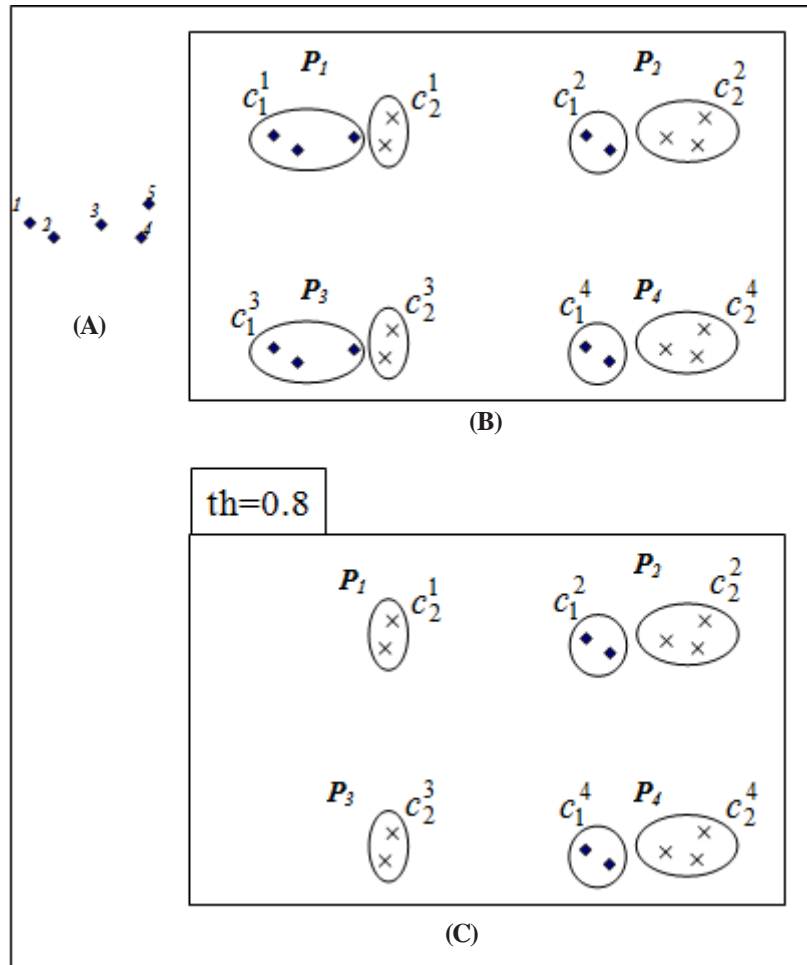 P₁ P₂
c₁¹ c₂¹ c₁² c₂²
1 2 3 4 5
(A)
P₃ P₄
c₁³ c₂³ c₁⁴ c₂⁴
(B)
th=0.8
P₁ c₂¹ c₁² P₂ c₂²
P₃ c₂³ c₁⁴ P₄ c₂⁴
(C)